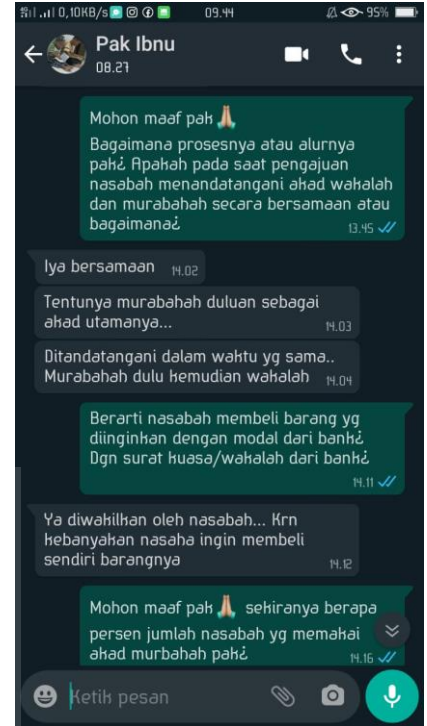 0,10KB/s
09.44
95%
Pak Ibnu
08.27
Mohon maaf pak 🙏🏼
Bagaimana prosesnya atau alurnya
pak¿ Apakah pada saat pengajuan
nasabah menandatangani akad wakalah
dan murabahah secara bersamaan atau
bagaimana¿
13.45
Iya bersamaan 14.02
Tentunya murabahah duluan sebagai
akad utamanya...
14.03
Ditandatangani dalam waktu yg sama..
Murabahah dulu kemudian wakalah 14.04
Berarti nasabah membeli barang yg
diinginkan dengan modal dari bank¿
Dgn surat kuasa/wakalah dari bank¿
14.11
Ya diwakilkan oleh nasabah... Krn
kebanyakan nasaha ingin membeli
sendiri barangnya
14.12
Mohon maaf pak 🙏🏼 sekiranya berapa
persen jumlah nasabah yg memakai
akad murbahah pak¿
14.16
Ketik pesan